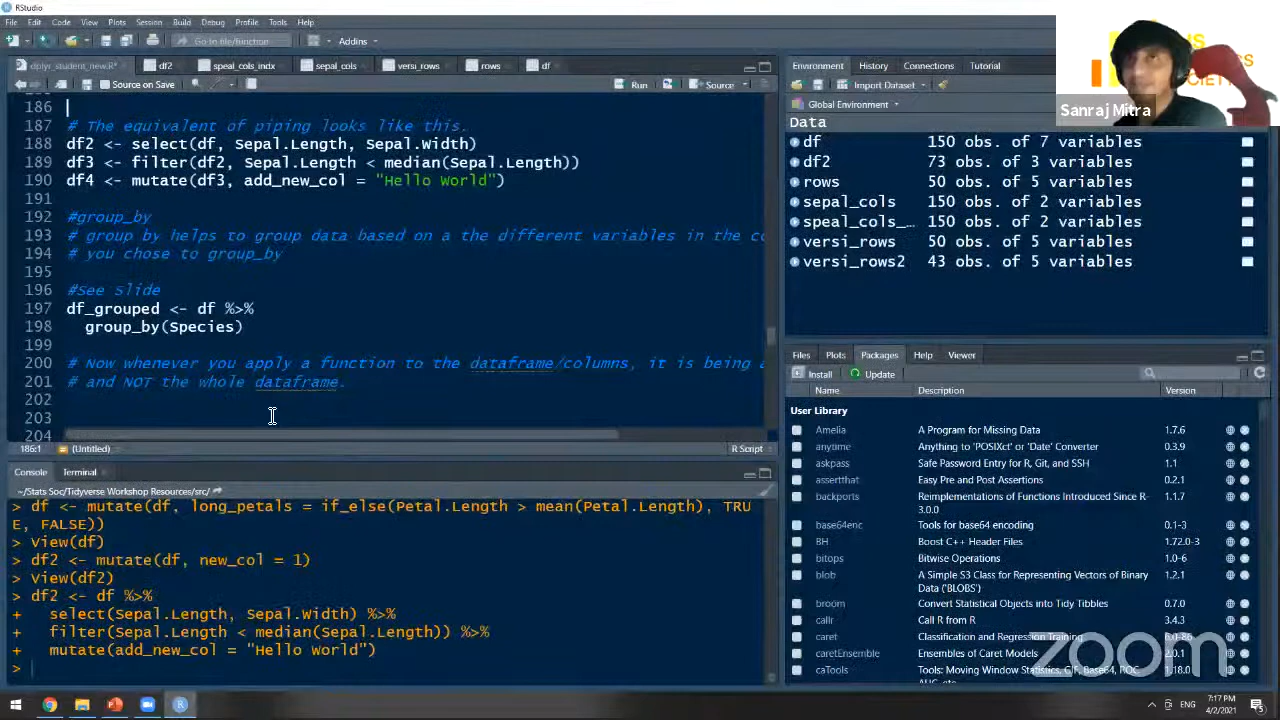 RStudio
File Edit Code View Plots Session Build Debug Profile Tools Help
Go to file/function Addins
dplyr_student_new.R* df2 speal_cols_indx sepal_cols versi_rows rows df
Source on Save Run Source
186
187 # The equivalent of piping looks like this.
188 df2 <- select(df, Sepal.Length, Sepal.Width)
189 df3 <- filter(df2, Sepal.Length < median(Sepal.Length))
190 df4 <- mutate(df3, add_new_col = "Hello World")
191
192 #group_by
193 # group by helps to group data based on a the different variables in the co
194 # you chose to group_by
195
196 #See slide
197 df_grouped <- df %>%
198 group_by(Species)
199
200 # Now whenever you apply a function to the dataframe/columns, it is being a
201 # and NOT the whole dataframe.
202
203
204
186:1 (Untitled) R Script
Console Terminal
~/Stats Soc/Tidyverse Workshop Resources/src/
> df <- mutate(df, long_petals = if_else(Petal.Length > mean(Petal.Length), TRU
E, FALSE))
> View(df)
> df2 <- mutate(df, new_col = 1)
> View(df2)
> df2 <- df %>%
+ select(Sepal.Length, Sepal.Width) %>%
+ filter(Sepal.Length < median(Sepal.Length)) %>%
+ mutate(add_new_col = "Hello World")
>
Environment History Connections Tutorial
Import Dataset
Global Environment
Data
df 150 obs. of 7 variables
df2 73 obs. of 3 variables
rows 50 obs. of 5 variables
sepal_cols 150 obs. of 2 variables
speal_cols_… 150 obs. of 2 variables
versi_rows 50 obs. of 5 variables
versi_rows2 43 obs. of 5 variables
Files Plots Packages Help Viewer
Install Update
Name Description Version
User Library
Amelia A Program for Missing Data 1.7.6
anytime Anything to 'POSIXct' or 'Date' Converter 0.3.9
askpass Safe Password Entry for R, Git, and SSH 1.1
assertthat Easy Pre and Post Assertions 0.2.1
backports Reimplementations of Functions Introduced Since R- 1.1.7
3.0.0
base64enc Tools for base64 encoding 0.1-3
BH Boost C++ Header Files 1.72.0-3
bitops Bitwise Operations 1.0-6
blob A Simple S3 Class for Representing Vectors of Binary 1.2.1
Data ('BLOBS')
broom Convert Statistical Objects into Tidy Tibbles 0.7.0
callr Call R from R 3.4.3
caret Classification and Regression Training 6.0-86
caretEnsemble Ensembles of Caret Models 2.0.1
caTools Tools: Moving Window Statistics, GIF, Base64, ROC 1.18.0
Sanraj Mitra
zoom
ENG
7:17 PM
4/2/2021